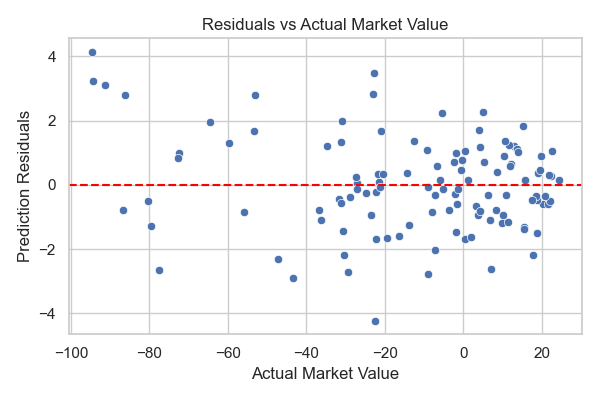 Residuals vs Actual Market Value
4
2
0
−2
−4
Prediction Residuals
−100 −80 −60 −40 −20 0 20
Actual Market Value